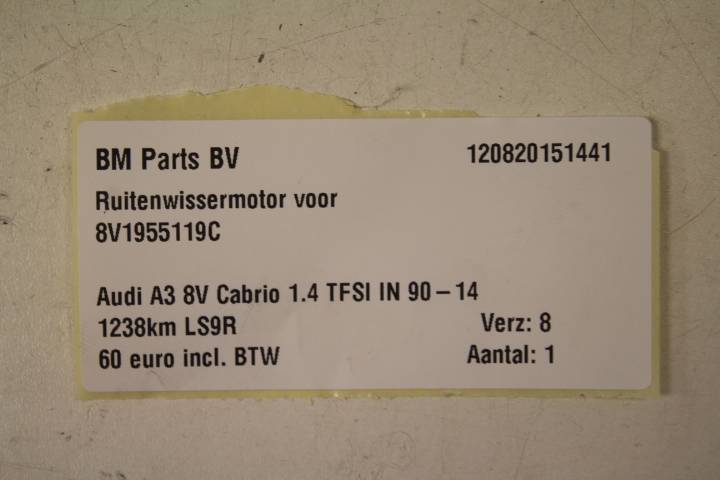 BM Parts BV 120820151441
Ruitenwissermotor voor
8V1955119C
Audi A3 8V Cabrio 1.4 TFSI IN 90-14
1238km LS9R Verz: 8
60 euro incl. BTW Aantal: 1